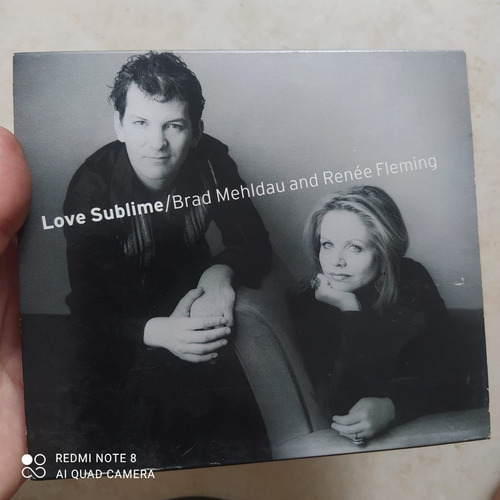 Love Sublime/Brad Mehldau and Renée Fleming
REDMI NOTE 8
AI QUAD CAMERA